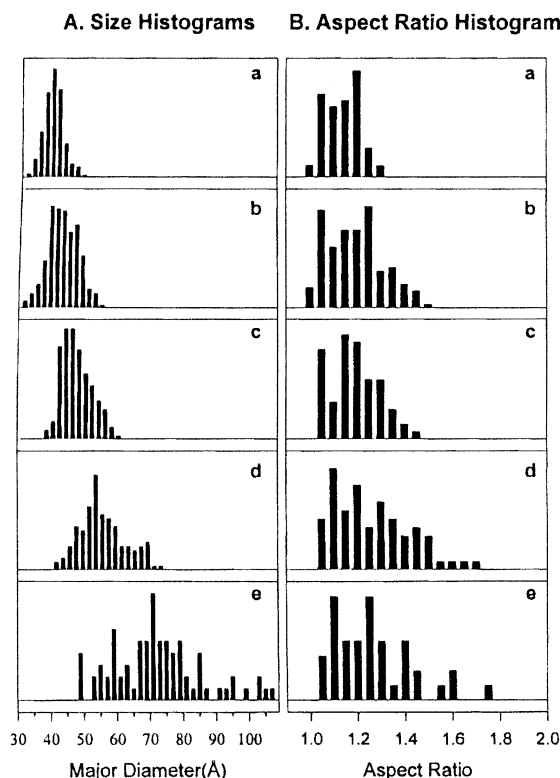 A. Size Histograms
B. Aspect Ratio Histogram
a
a
b
b
c
c
d
d
e
e
30 40 50 60 70 80 90 100
1.0 1.2 1.4 1.6 1.8 2.0
Major Diameter(Å)
Aspect Ratio